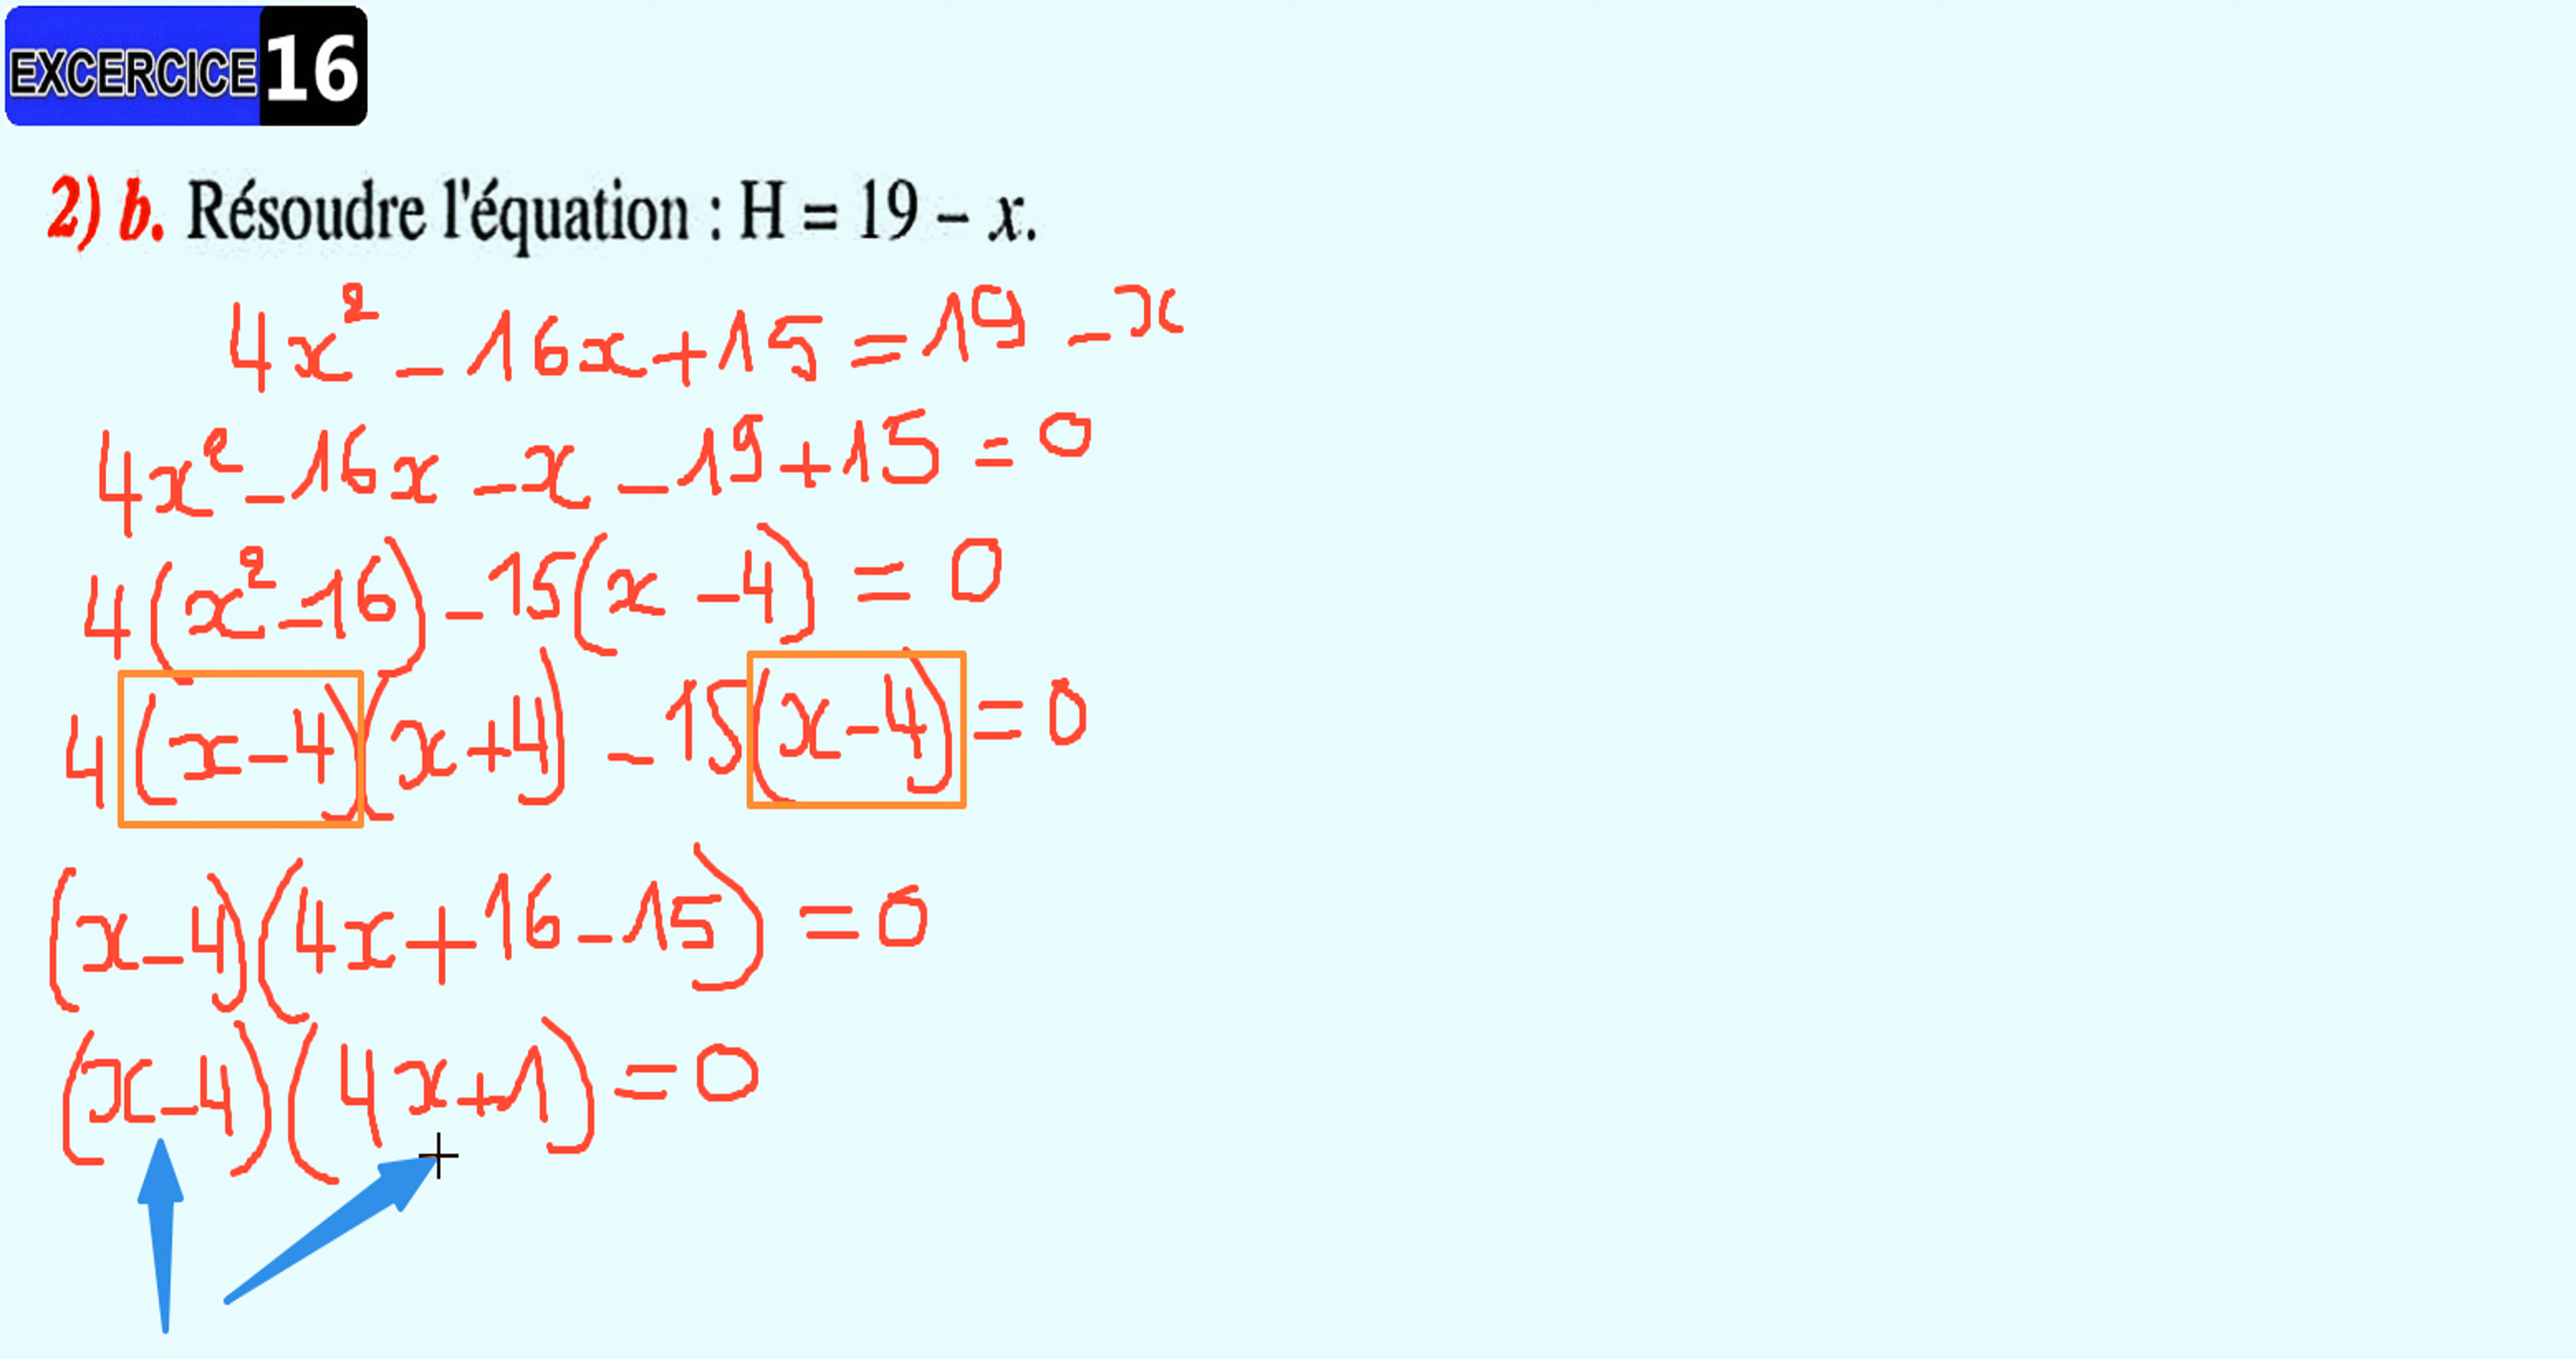 EXCERCICE 16
2) b. Résoudre l'équation : H = 19 – x.
4x² – 16x + 15 = 19 – x
4x² – 16x – x – 19 + 15 = 0
4(x² – 16) – 15(x – 4) = 0
4(x – 4)(x + 4) – 15(x – 4) = 0
(x – 4)(4x + 16 – 15) = 0
(x – 4)(4x + 1) = 0